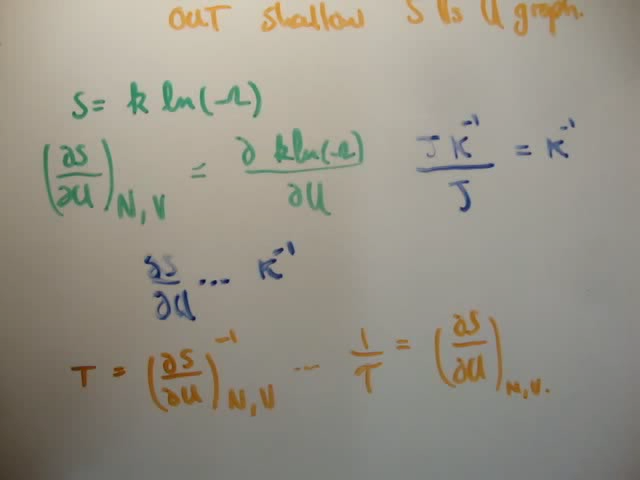 OUT shallow S vs U graph.
S = k ln(Ω)
(∂S/∂U)N,V = ∂ k ln(Ω)/∂U    J K⁻¹/J = K⁻¹
∂S/∂U ... K⁻¹
T = (∂S/∂U)⁻¹N,V ... 1/T = (∂S/∂U)N,V.